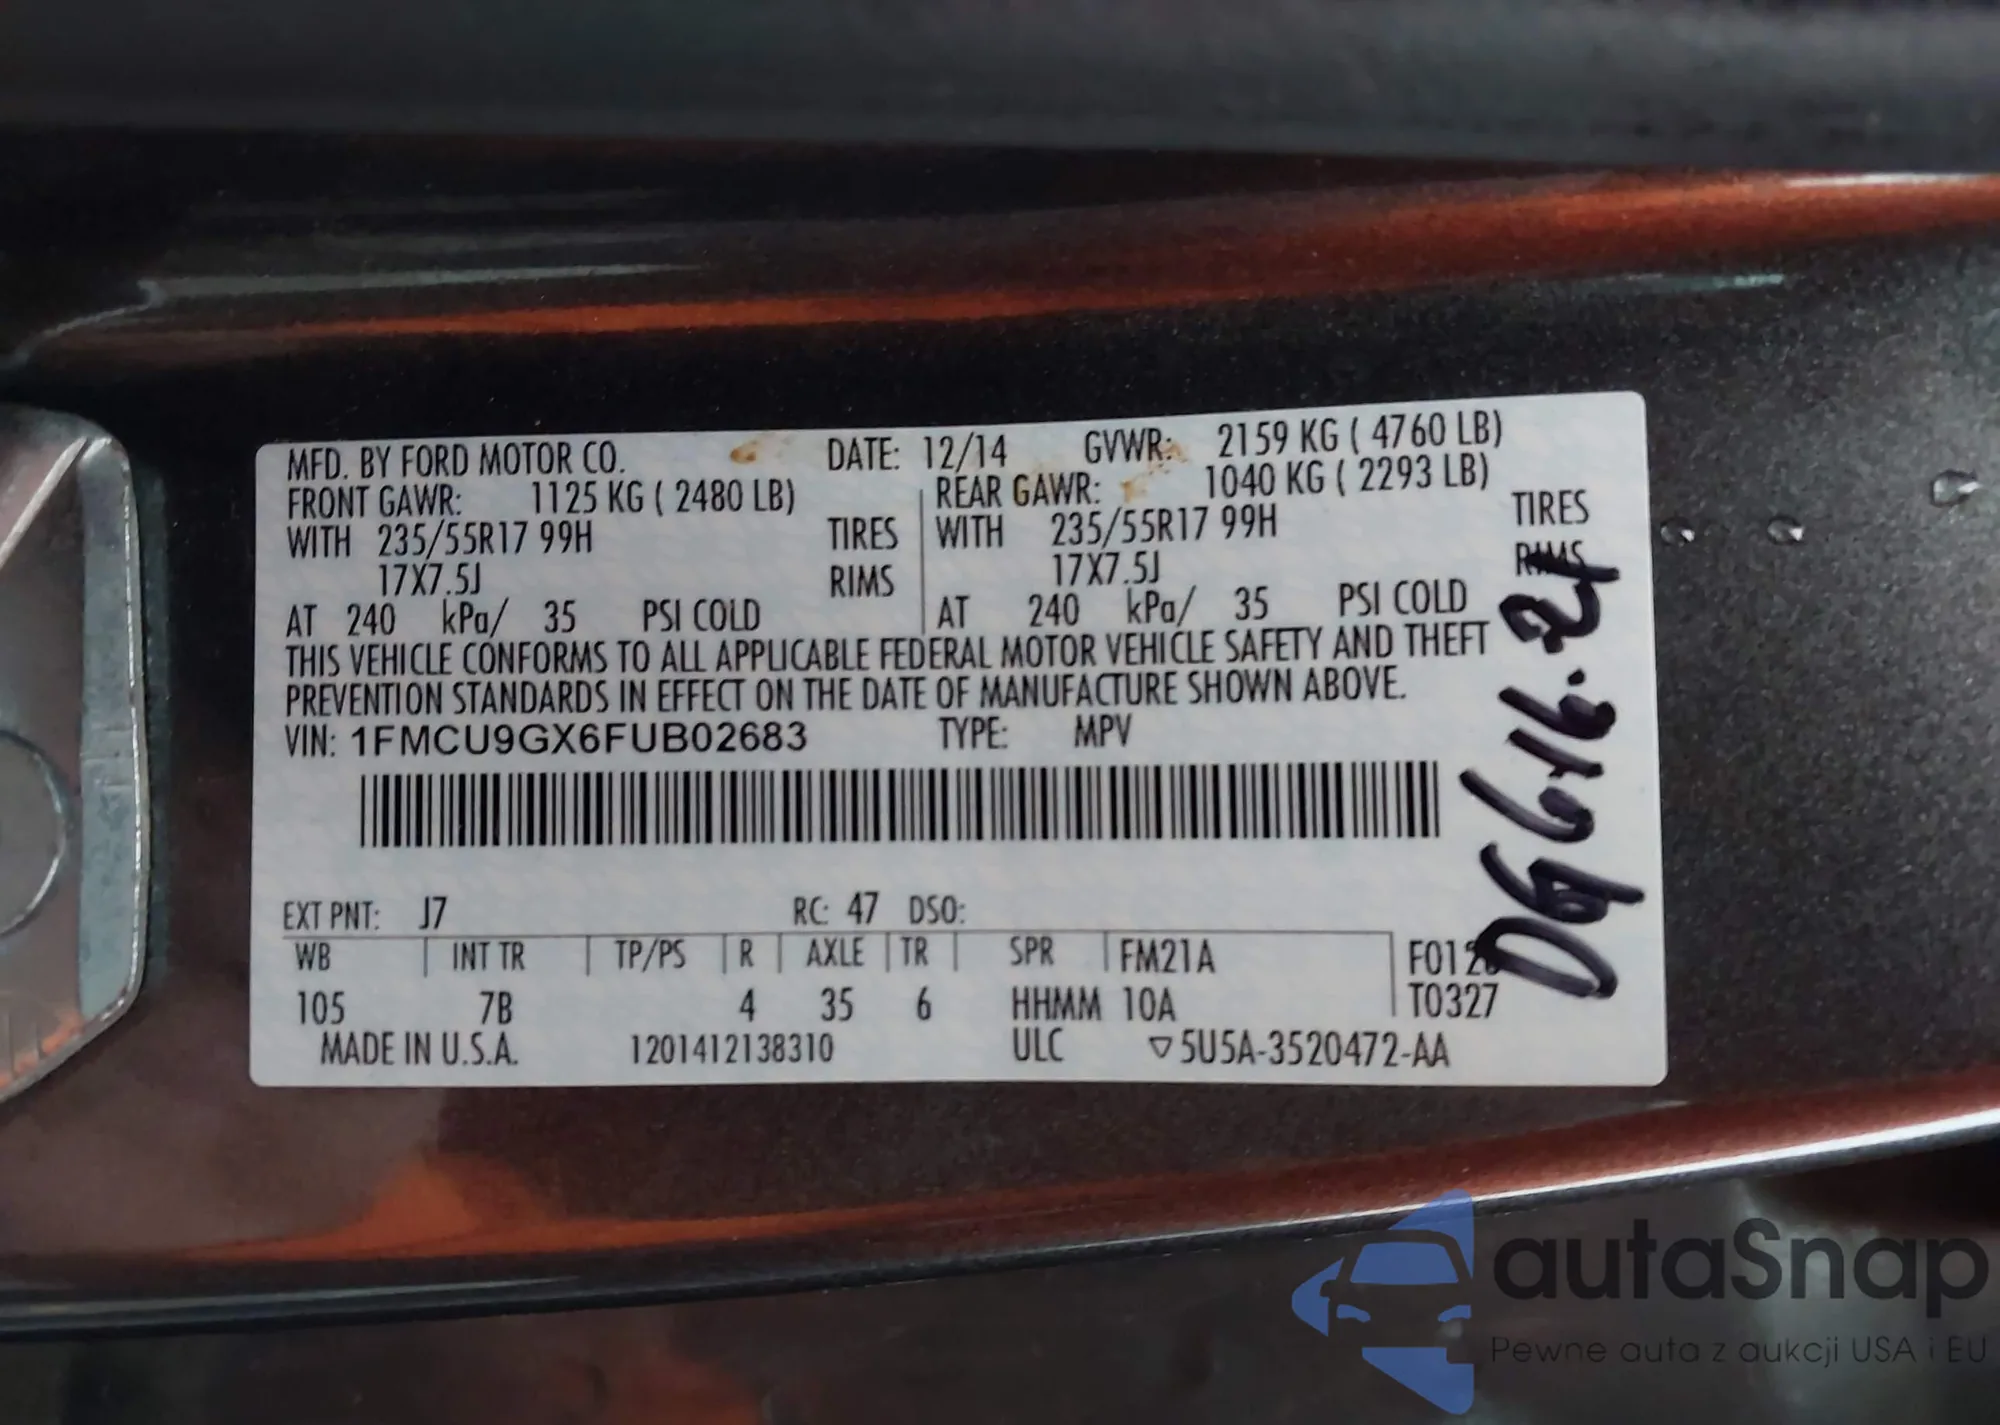 MFD. BY FORD MOTOR CO. DATE: 12/14 GVWR: 2159 KG ( 4760 LB)
FRONT GAWR: 1125 KG ( 2480 LB) REAR GAWR: 1040 KG ( 2293 LB)
WITH 235/55R17 99H TIRES WITH 235/55R17 99H TIRES
17X7.5J RIMS 17X7.5J RIMS
AT 240 kPa/ 35 PSI COLD AT 240 kPa/ 35 PSI COLD
THIS VEHICLE CONFORMS TO ALL APPLICABLE FEDERAL MOTOR VEHICLE SAFETY AND THEFT
PREVENTION STANDARDS IN EFFECT ON THE DATE OF MANUFACTURE SHOWN ABOVE.
VIN: 1FMCU9GX6FUB02683 TYPE: MPV
EXT PNT: J7 RC: 47 DSO:
WB INT TR TP/PS R AXLE TR SPR FM21A
105 7B 4 35 6 HHMM 10A T0327
MADE IN U.S.A. 1201412138310 ULC ▽5U5A-3520472-AA
autaSnap
Pewne auta z aukcji USA i EU